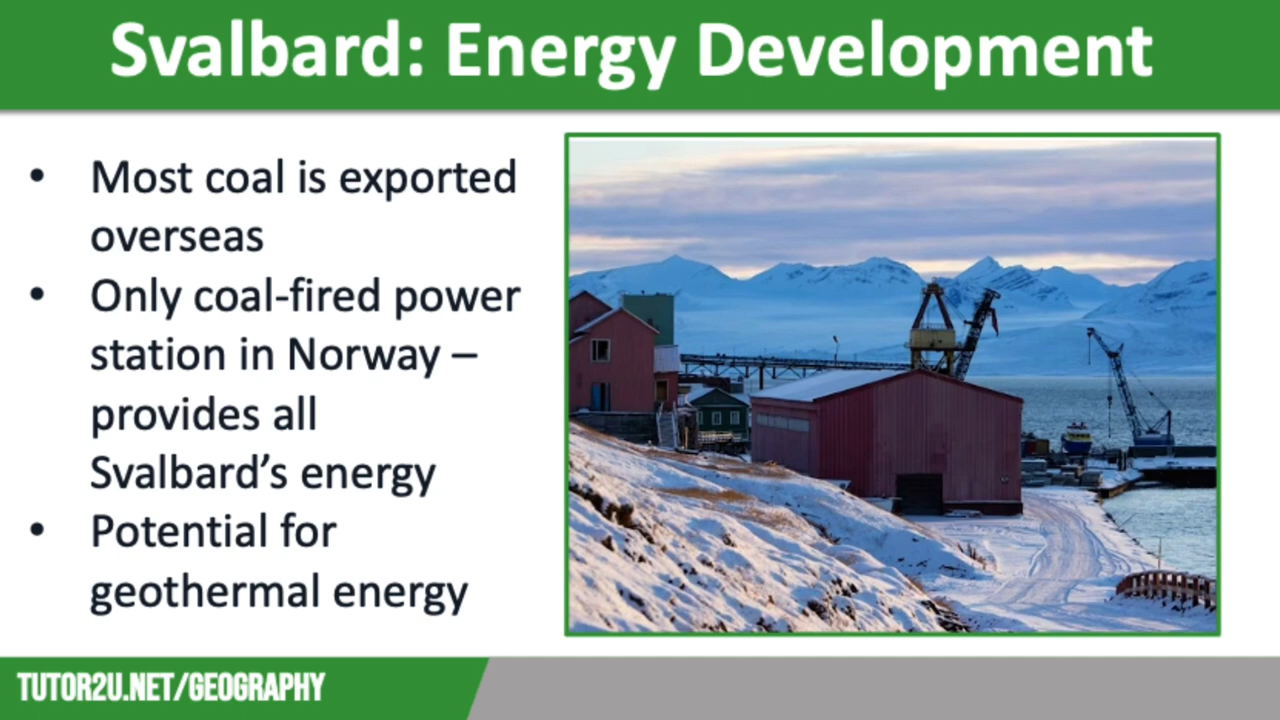 Svalbard: Energy Development
• Most coal is exported
overseas
• Only coal-fired power
station in Norway –
provides all
Svalbard’s energy
• Potential for
geothermal energy
TUTOR2U.NET/GEOGRAPHY